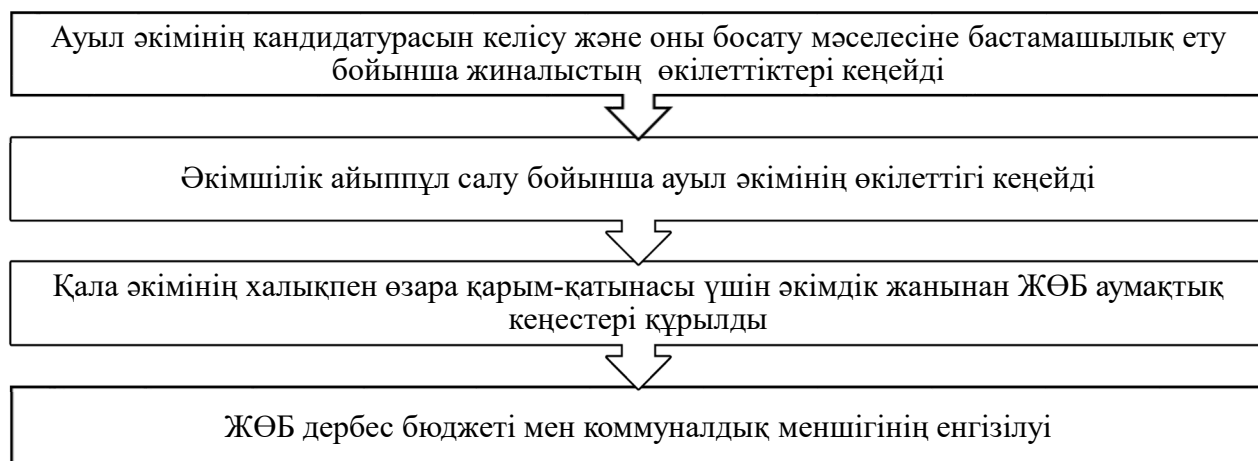 Ауыл әкімінің кандидатурасын келісу және оны босату мәселесіне бастамашылық ету
бойынша жиналыстың өкілеттіктері кеңейді
Әкімшілік айыппұл салу бойынша ауыл әкімінің өкілеттігі кеңейді
Қала әкімінің халықпен өзара қарым-қатынасы үшін әкімдік жанынан ЖӨБ аумақтық
кеңестері құрылды
ЖӨБ дербес бюджеті мен коммуналдық меншігінің енгізілуі